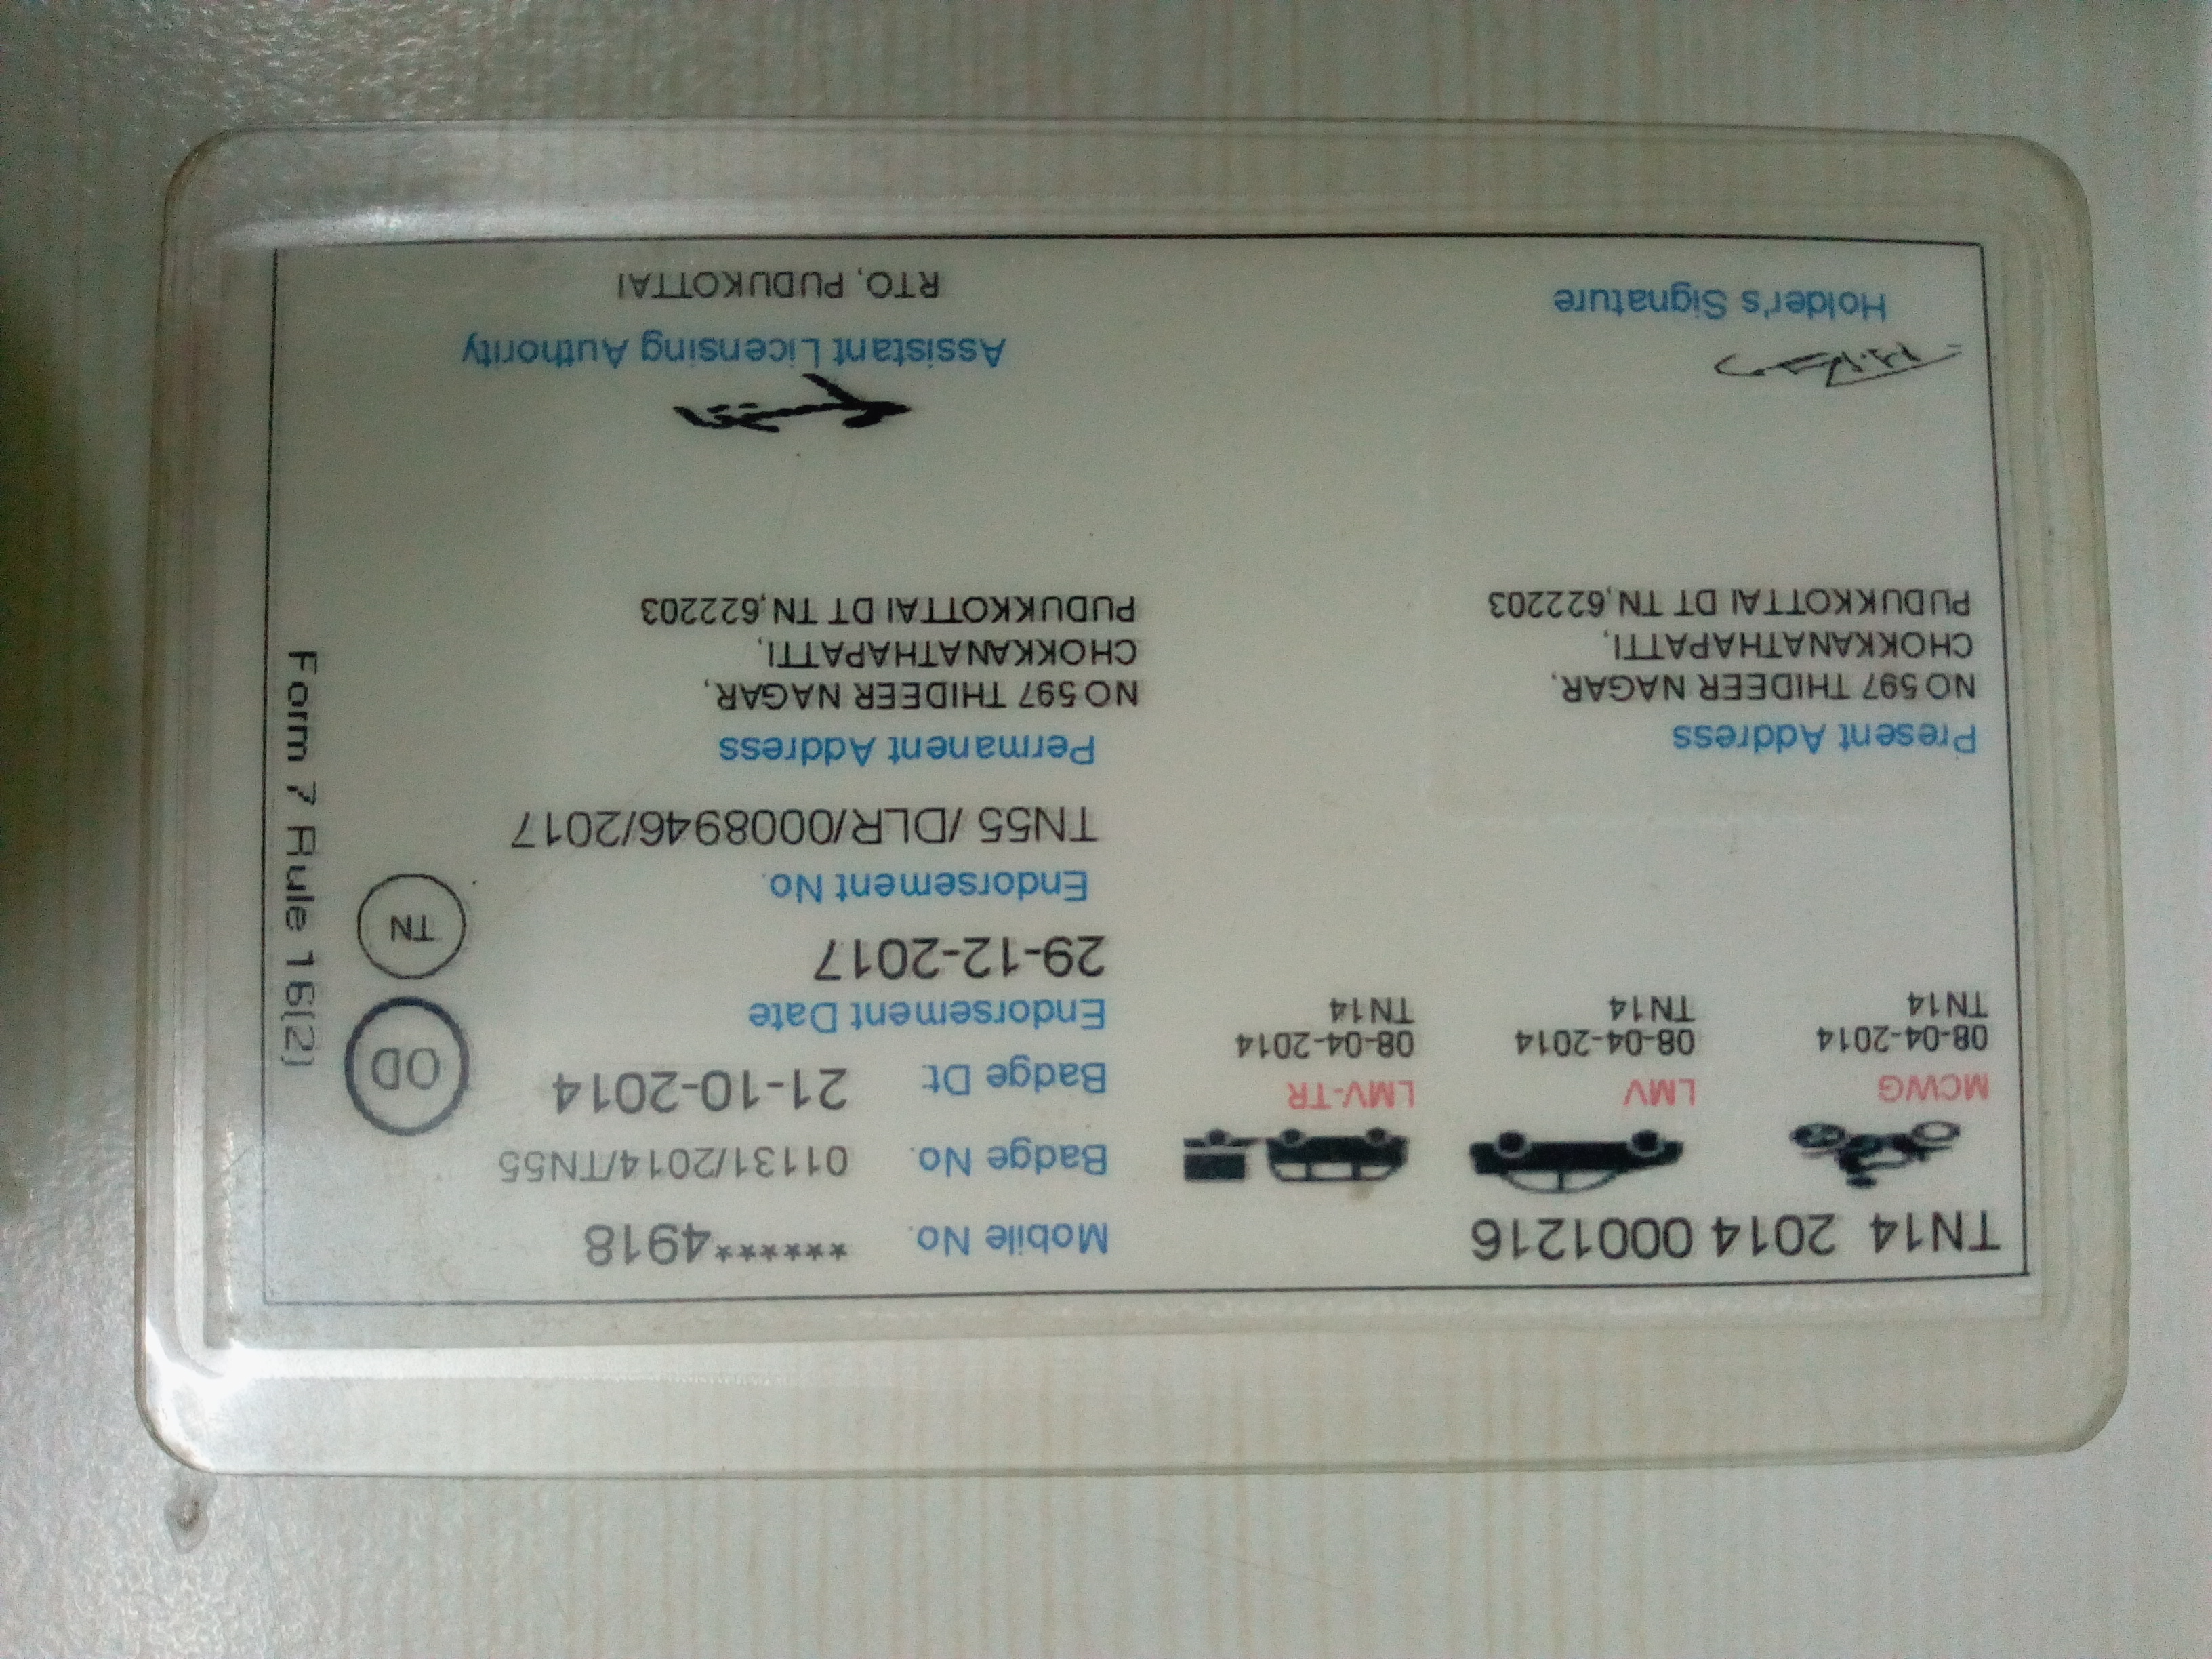 TN14 2014 0001216
MCWG
08-04-2014
TN14
LMV
08-04-2014
TN14
LMV-TR
08-04-2014
TN14
Mobile No. ******4918
Badge No. 01131/2014/TN55
Badge Dt. 21-10-2014
Endorsement Date
29-12-2017
Endorsement No.
TN55 /DLR/00008946/2017
OD
TN
Form 7 Rule 16(2)
Present Address
NO 597 THIDEER NAGAR,
CHOKKANATHAPATTI,
PUDUKKOTTAI DT TN,622203
Permanent Address
NO 597 THIDEER NAGAR,
CHOKKANATHAPATTI,
PUDUKKOTTAI DT TN,622203
Holder's Signature
Assistant Licensing Authority
RTO, PUDUKOTTAI